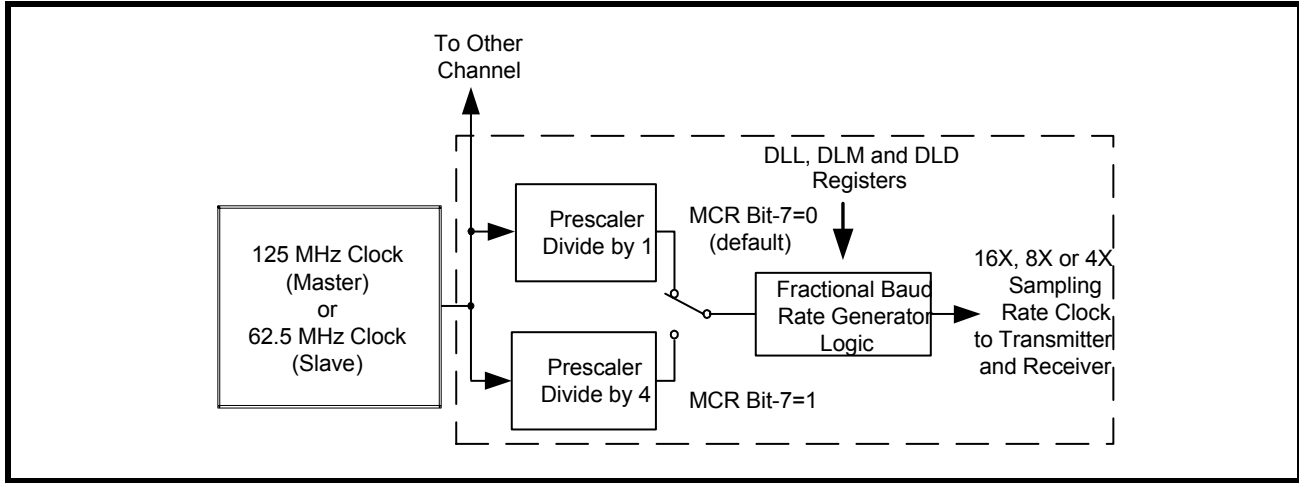 To Other
Channel
DLL, DLM and DLD
Registers
125 MHz Clock
(Master)
or
62.5 MHz Clock
(Slave)
Prescaler
Divide by 1
MCR Bit-7=0
(default)
Fractional Baud
Rate Generator
Logic
16X, 8X or 4X
Sampling
Rate Clock
to Transmitter
and Receiver
Prescaler
Divide by 4
MCR Bit-7=1